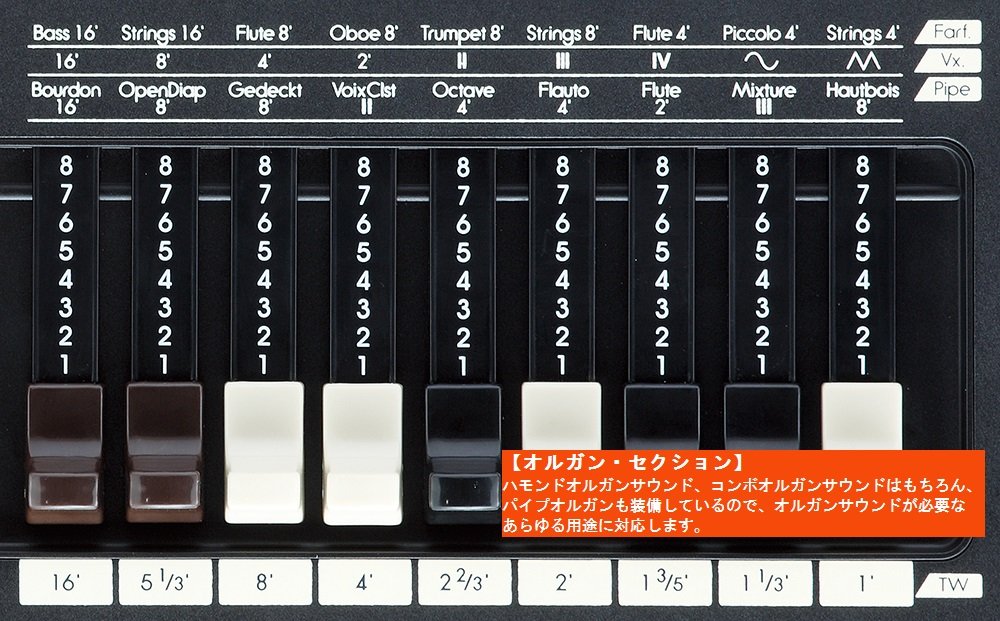 Bass 16' Strings 16' Flute 8' Oboe 8' Trumpet 8' Strings 8' Flute 4' Piccolo 4' Strings 4' Farf.
16' 8' 4' 2' II III IV Vx.
Bourdon OpenDiap Gedeckt VoixClst Octave Flauto Flute Mixture Hautbois Pipe
16' 8' 8' II 4' 4' 2' III 8'
8 8 8 8 8 8 8 8 8
7 7 7 7 7 7 7 7 7
6 6 6 6 6 6 6 6 6
5 5 5 5 5 5 5 5 5
4 4 4 4 4 4 4 4 4
3 3 3 3 3 3 3 3 3
2 2 2 2 2 2 2 2 2
1 1 1 1 1 1 1 1 1
【オルガン・セクション】
ハモンドオルガンサウンド、コンボオルガンサウンドはもちろん、
パイプオルガンも装備しているので、オルガンサウンドが必要な
あらゆる用途に対応します。
16' 5 1/3' 8' 4' 2 2/3' 2' 1 3/5' 1 1/3' 1' TW